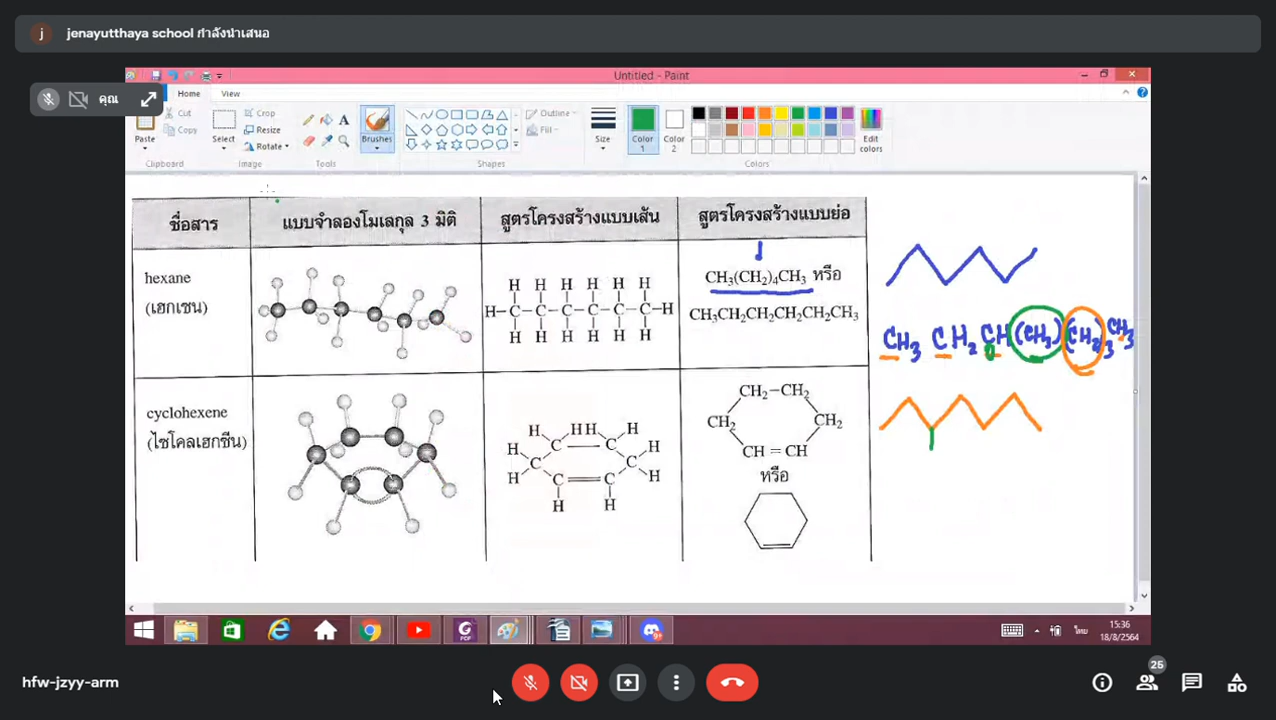 j jenayutthaya school กำลังนำเสนอ
Untitled - Paint
คุณ
Home View
Paste
Cut
Copy
Clipboard
Select
Crop
Resize
Rotate
Image
A
Tools
Brushes
Shapes
Outline
Fill
Size
Color 1
Color 2
Colors
Edit colors
ชื่อสาร แบบจำลองโมเลกุล 3 มิติ สูตรโครงสร้างแบบเส้น สูตรโครงสร้างแบบย่อ
hexane
(เฮกเซน)
H H H H H H
H–C–C–C–C–C–C–H
H H H H H H
CH₃(CH₂)₄CH₃ หรือ
CH₃CH₂CH₂CH₂CH₂CH₃
CH₃ CH₂ CH (CH₃) (CH₂)₃ CH₃
cyclohexene
(ไซโคลเฮกซีน)
H H H H
H C C H
C C
H C C H
H H
CH₂–CH₂
CH₂ CH₂
CH = CH
หรือ
PDF
9+
ไทย
15:36
18/8/2564
hfw-jzyy-arm
26